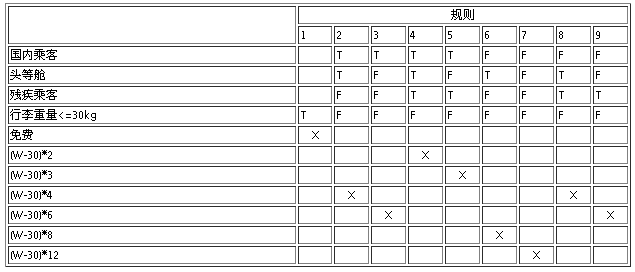 规则
1 2 3 4 5 6 7 8 9
国内乘客 T T T T F F F F
头等舱 T F T F T F T F
残疾乘客 F F T T F F T T
行李重量<=30kg T F F F F F F F F
免费 X
(W-30)*2 X
(W-30)*3 X
(W-30)*4 X X
(W-30)*6 X X
(W-30)*8 X
(W-30)*12 X